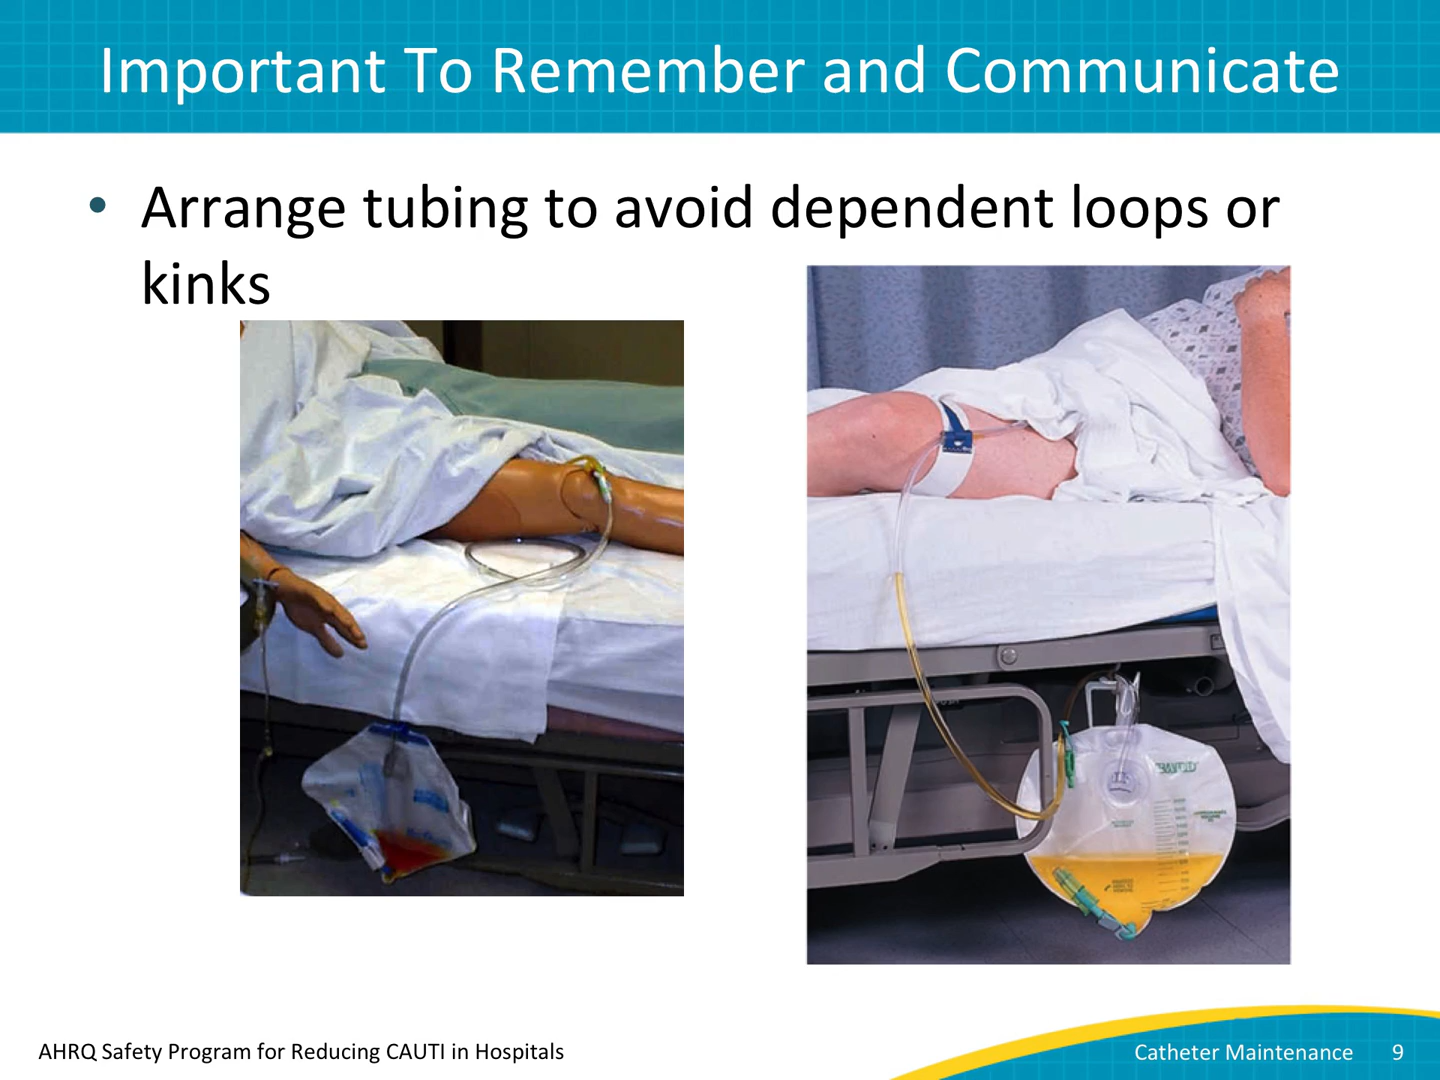 Important To Remember and Communicate
• Arrange tubing to avoid dependent loops or
kinks
AHRQ Safety Program for Reducing CAUTI in Hospitals
Catheter Maintenance 9